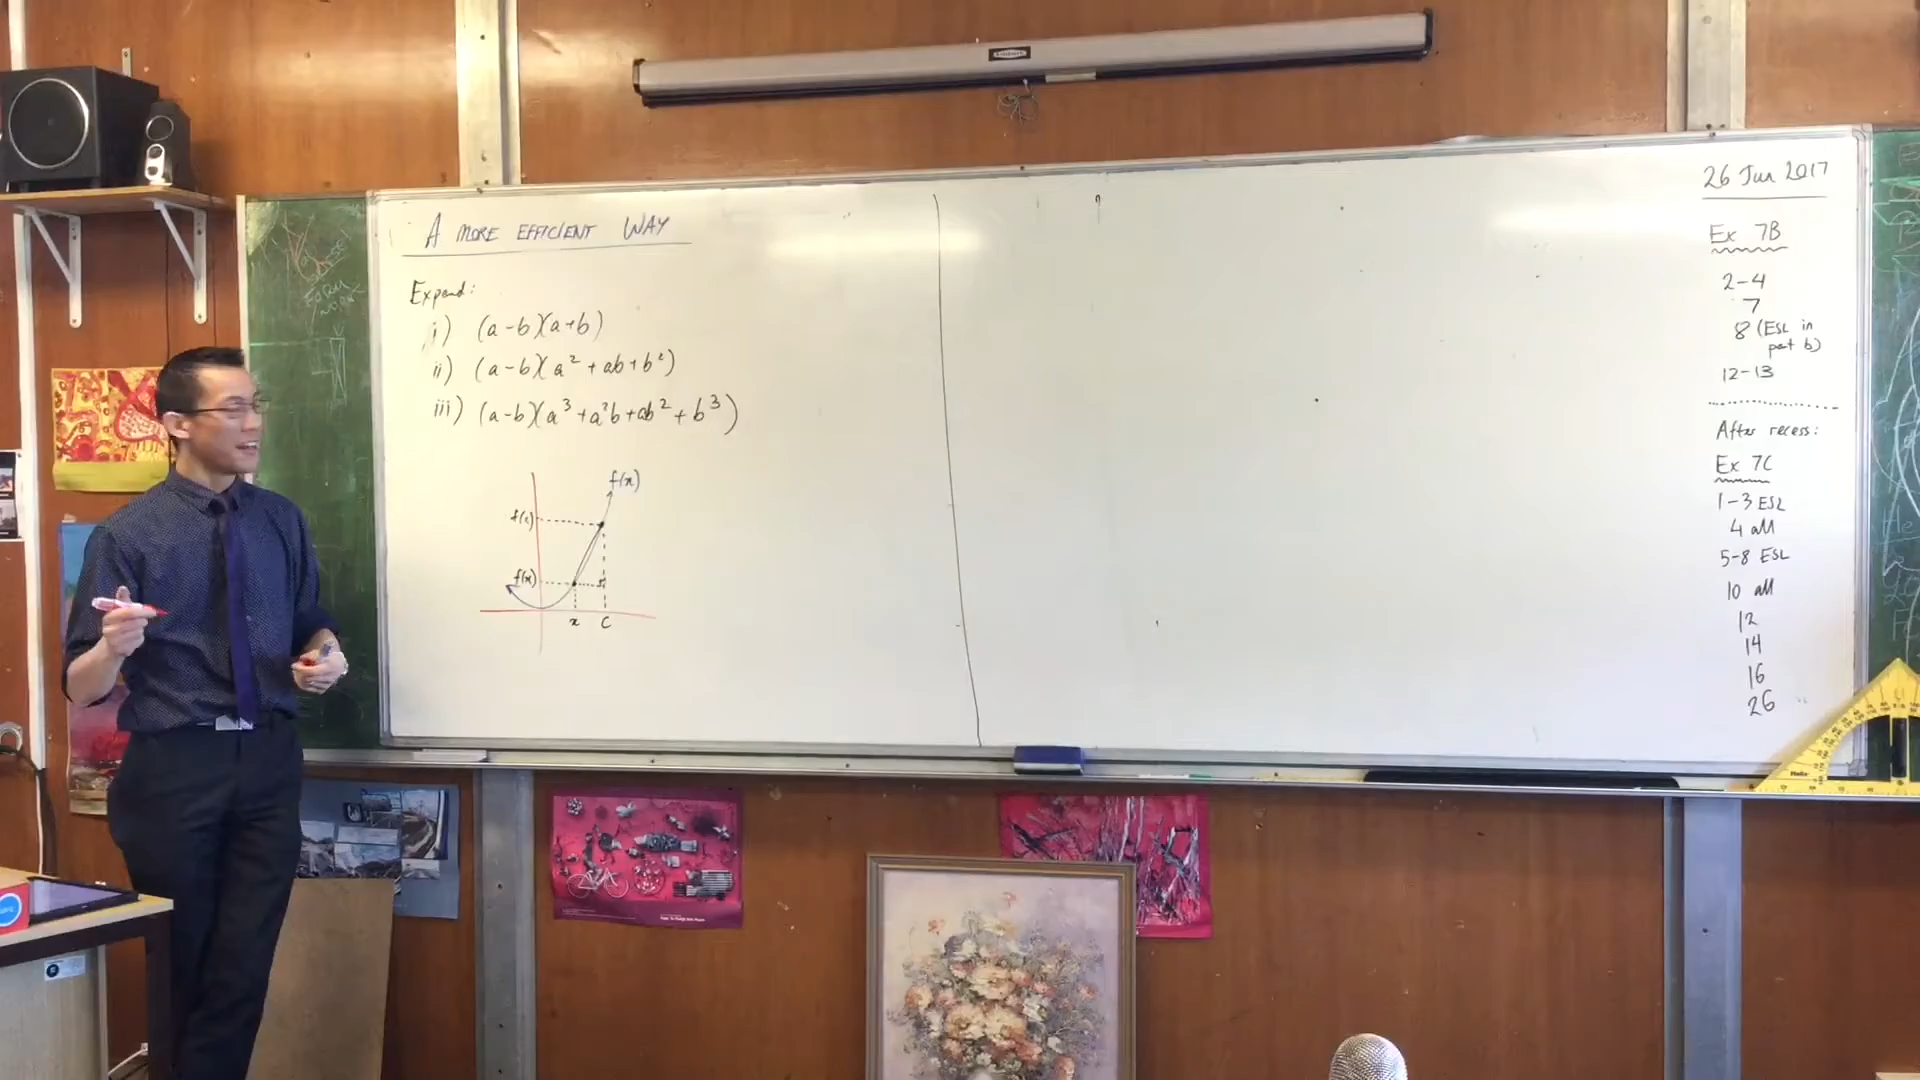 A MORE EFFICIENT WAY
Expand:
i) (a-b)(a+b)
ii) (a-b)(a²+ab+b²)
iii) (a-b)(a³+a²b+ab²+b³)
f(x)
f(c)
f(x)
x c
26 Jun 2017
Ex 7B
2-4
7
8 (ESL in
part b)
12-13
After recess:
Ex 7C
1-3 ESL
4 all
5-8 ESL
10 all
12
14
16
26